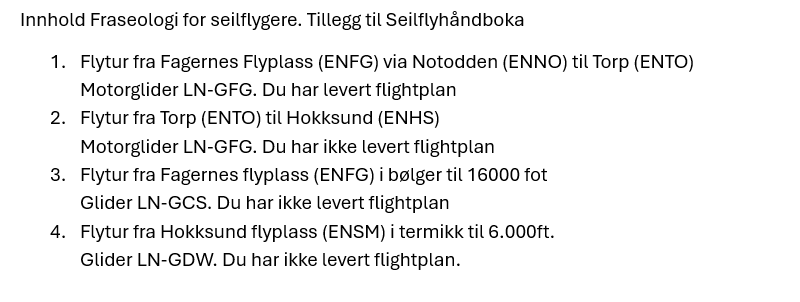 Innhold Fraseologi for seilflygere. Tillegg til Seilflyhåndboka
1. Flytur fra Fagernes Flyplass (ENFG) via Notodden (ENNO) til Torp (ENTO)
Motorglider LN-GFG. Du har levert flightplan
2. Flytur fra Torp (ENTO) til Hokksund (ENHS)
Motorglider LN-GFG. Du har ikke levert flightplan
3. Flytur fra Fagernes flyplass (ENFG) i bølger til 16000 fot
Glider LN-GCS. Du har ikke levert flightplan
4. Flytur fra Hokksund flyplass (ENSM) i termikk til 6.000ft.
Glider LN-GDW. Du har ikke levert flightplan.